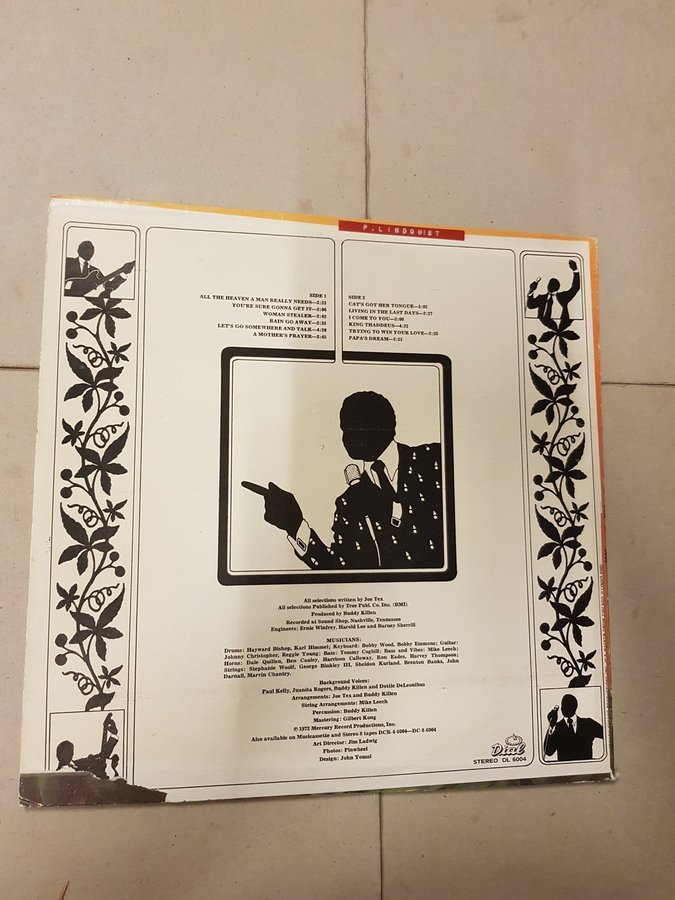 P. LINDQUIST
SIDE 1
ALL THE HEAVEN A MAN REALLY NEEDS—3:33
YOU'RE SURE GONNA GET IT—2:06
WOMAN STEALER—2:43
RAIN GO AWAY—2:35
LET'S GO SOMEWHERE AND TALK—4:20
A MOTHER'S PRAYER—2:45
SIDE 2
CAT'S GOT HER TONGUE—2:03
LIVING IN THE LAST DAYS—2:37
I COME TO YOU—3:00
KING THADDEUS—4:31
TRYING TO WIN YOUR LOVE—2:25
PAPA'S DREAM—2:51
All selections written by Joe Tex
All selections Published by Tree Publ. Co. Inc. (BMI)
Produced by Buddy Killen
Recorded at Sound Shop, Nashville, Tennessee
Engineers: Ernie Winfrey, Harold Lee and Barney Sherrill
MUSICIANS:
Drums: Hayward Bishop, Karl Himmel; Keyboard: Bobby Wood, Bobby Emmons; Guitar:
Johnny Christopher, Reggie Young; Bass: Tommy Cogbill; Bass and Vibes: Mike Leech;
Horns: Dale Quillen, Ben Cauley, Harrison Calloway, Ron Eades, Harvey Thompson;
Strings: Stephanie Woolf, George Binkley III, Sheldon Kurland, Brenton Banks, John
Darnall, Marvin Chantry.
Background Voices:
Paul Kelly, Juanita Rogers, Buddy Killen and Dottie DeLeonibus
Arrangements: Joe Tex and Buddy Killen
String Arrangements: Mike Leech
Percussion: Buddy Killen
Mastering: Gilbert Kong
℗ 1972 Mercury Record Productions, Inc.
Also available on Musicassette and Stereo 8 tapes DCR-4-6004—DC-8-6004
Art Director: Jim Ladwig
Photos: Pinwheel
Design: John Youssi
Dial
STEREO DL 6004